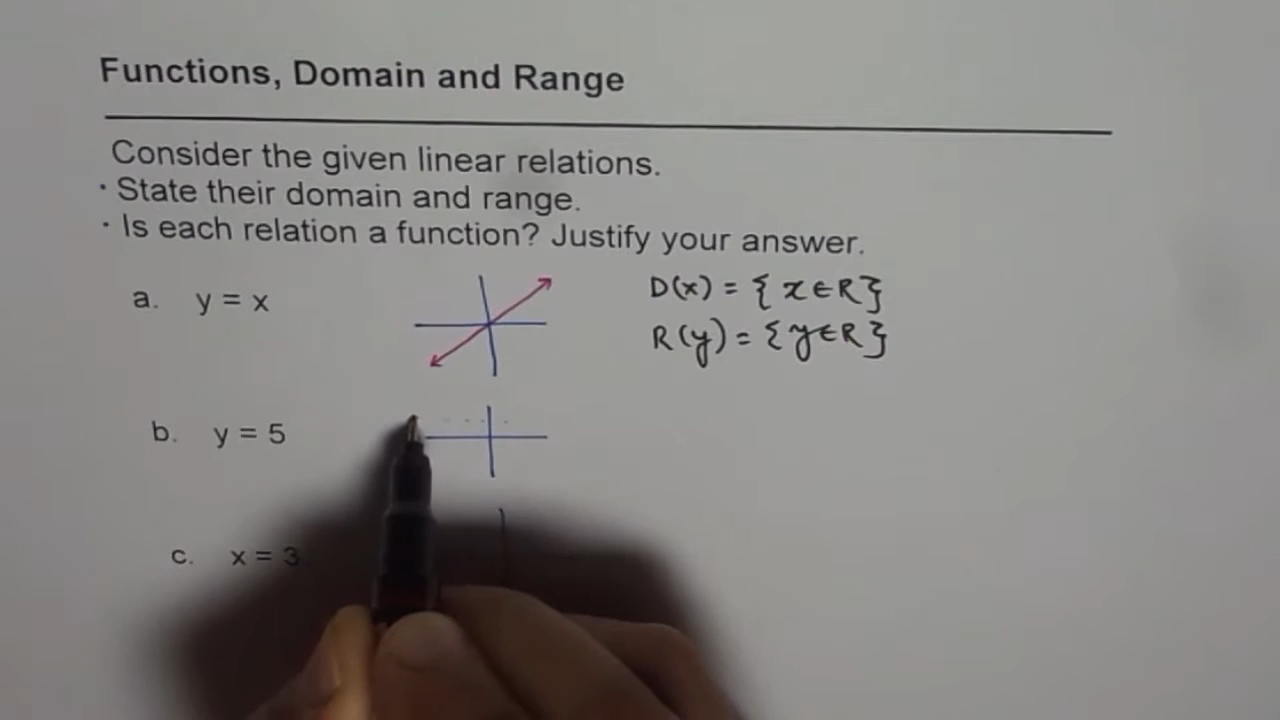 Functions, Domain and Range
Consider the given linear relations.
· State their domain and range.
· Is each relation a function? Justify your answer.
a. y = x
D(x) = { x ∈ R }
R(y) = { y ∈ R }
b. y = 5
c. x = 3